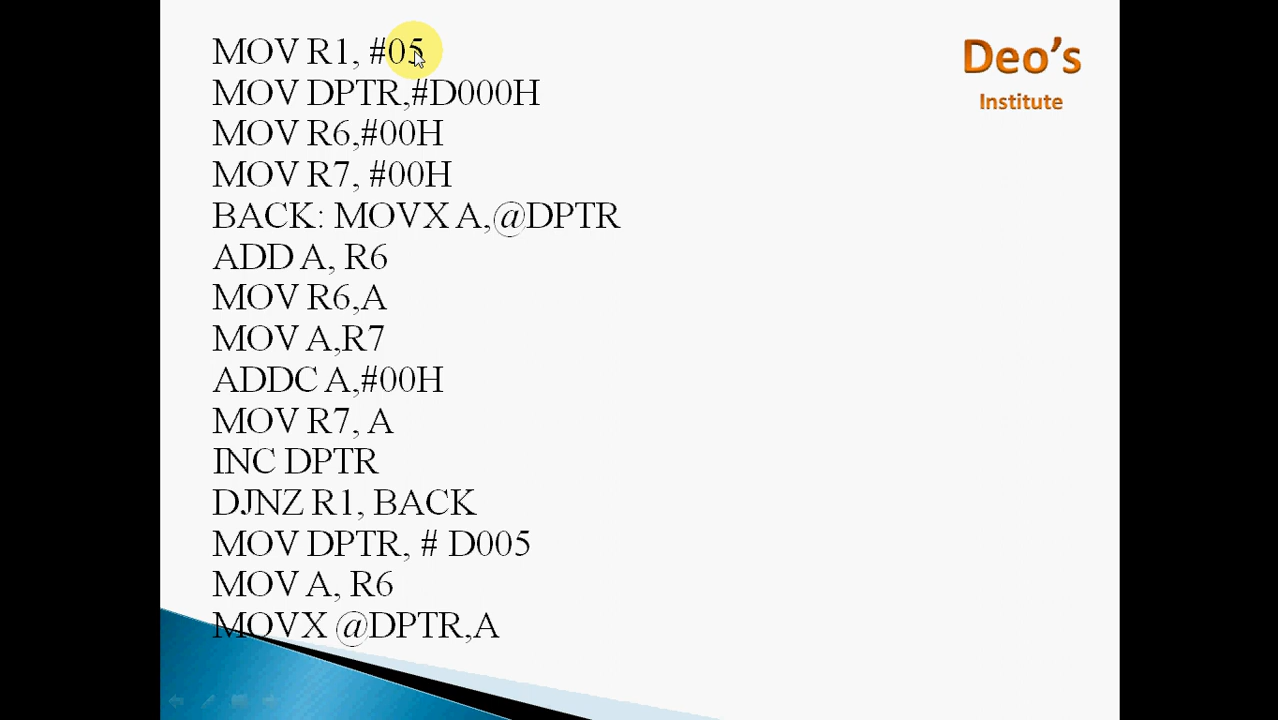 MOV R1, #05
MOV DPTR,#D000H
MOV R6,#00H
MOV R7, #00H
BACK: MOVX A,@DPTR
ADD A, R6
MOV R6,A
MOV A,R7
ADDC A,#00H
MOV R7, A
INC DPTR
DJNZ R1, BACK
MOV DPTR, # D005
MOV A, R6
MOVX @DPTR,A
Deo's
Institute